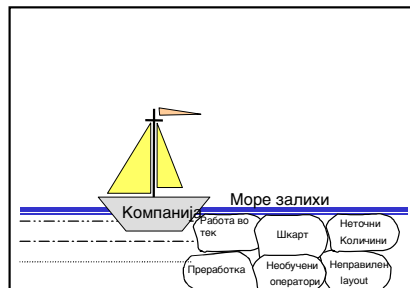 Море залихи
Компанија
Работа во
тек
Шкарт
Неточни
Количини
Преработка
Необучени
оператори
Неправилен
layout